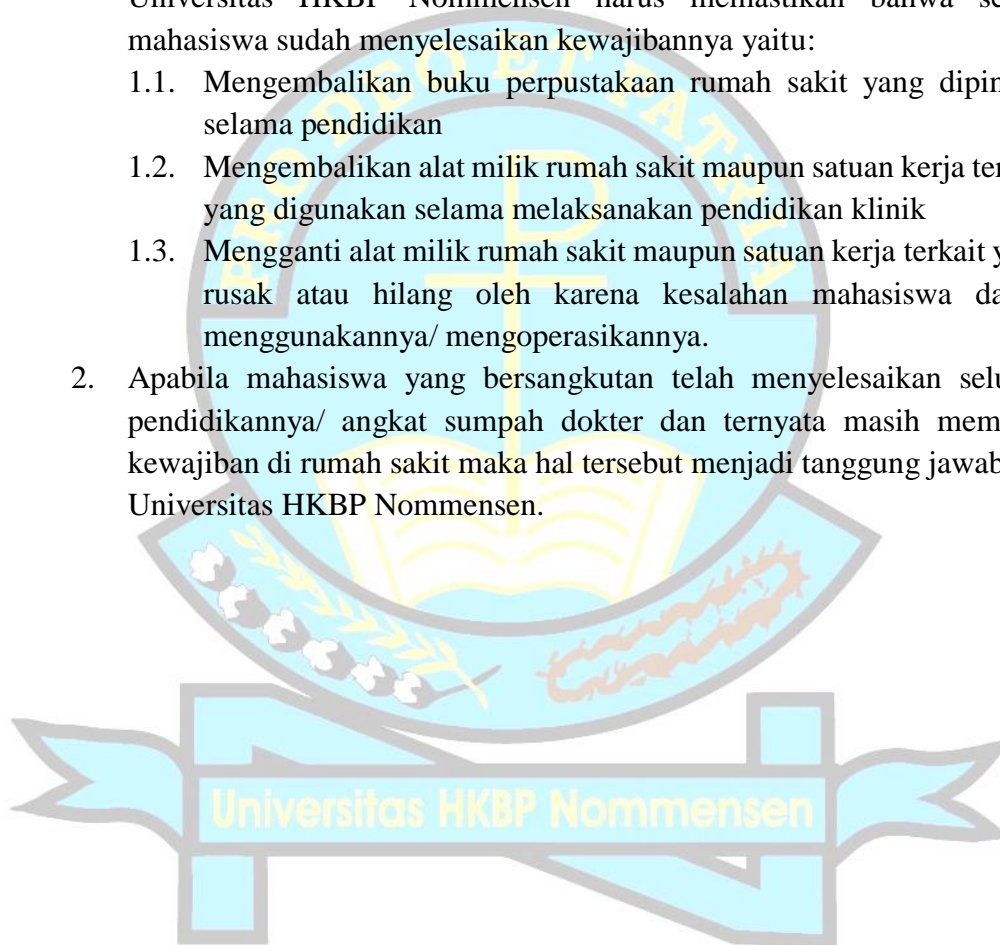 Universitas HKBP Nommensen harus memastikan bahwa se
mahasiswa sudah menyelesaikan kewajibannya yaitu:
1.1. Mengembalikan buku perpustakaan rumah sakit yang dipin
selama pendidikan
1.2. Mengembalikan alat milik rumah sakit maupun satuan kerja ter
yang digunakan selama melaksanakan pendidikan klinik
1.3. Mengganti alat milik rumah sakit maupun satuan kerja terkait y
rusak atau hilang oleh karena kesalahan mahasiswa da
menggunakannya/ mengoperasikannya.
2. Apabila mahasiswa yang bersangkutan telah menyelesaikan selu
pendidikannya/ angkat sumpah dokter dan ternyata masih mem
kewajiban di rumah sakit maka hal tersebut menjadi tanggung jawab
Universitas HKBP Nommensen.
PRO DEO ET PATRIA
Universitas HKBP Nommensen